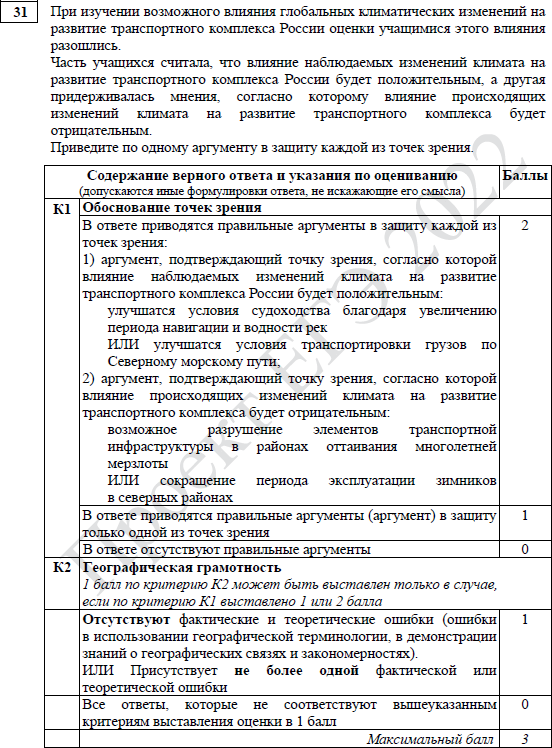 31
При изучении возможного влияния глобальных климатических изменений на
развитие транспортного комплекса России оценки учащимися этого влияния
разошлись.
Часть учащихся считала, что влияние наблюдаемых изменений климата на
развитие транспортного комплекса России будет положительным, а другая
придерживалась мнения, согласно которому влияние происходящих
изменений климата на развитие транспортного комплекса будет
отрицательным.
Приведите по одному аргументу в защиту каждой из точек зрения.
Содержание верного ответа и указания по оцениванию Баллы
(допускаются иные формулировки ответа, не искажающие его смысла)
К1 Обоснование точек зрения
В ответе приводятся правильные аргументы в защиту каждой из 2
точек зрения:
1) аргумент, подтверждающий точку зрения, согласно которой
влияние наблюдаемых изменений климата на развитие
транспортного комплекса России будет положительным:
улучшатся условия судоходства благодаря увеличению
периода навигации и водности рек
ИЛИ улучшатся условия транспортировки грузов по
Северному морскому пути;
2) аргумент, подтверждающий точку зрения, согласно которой
влияние происходящих изменений климата на развитие
транспортного комплекса будет отрицательным:
возможное разрушение элементов транспортной
инфраструктуры в районах оттаивания многолетней
мерзлоты
ИЛИ сокращение периода эксплуатации зимников
в северных районах
В ответе приводятся правильные аргументы (аргумент) в защиту 1
только одной из точек зрения
В ответе отсутствуют правильные аргументы 0
К2 Географическая грамотность
1 балл по критерию К2 может быть выставлен только в случае,
если по критерию К1 выставлено 1 или 2 балла
Отсутствуют фактические и теоретические ошибки (ошибки 1
в использовании географической терминологии, в демонстрации
знаний о географических связях и закономерностях).
ИЛИ Присутствует не более одной фактической или
теоретической ошибки
Все ответы, которые не соответствуют вышеуказанным 0
критериям выставления оценки в 1 балл
Максимальный балл 3
Проект ЕГЭ 2022